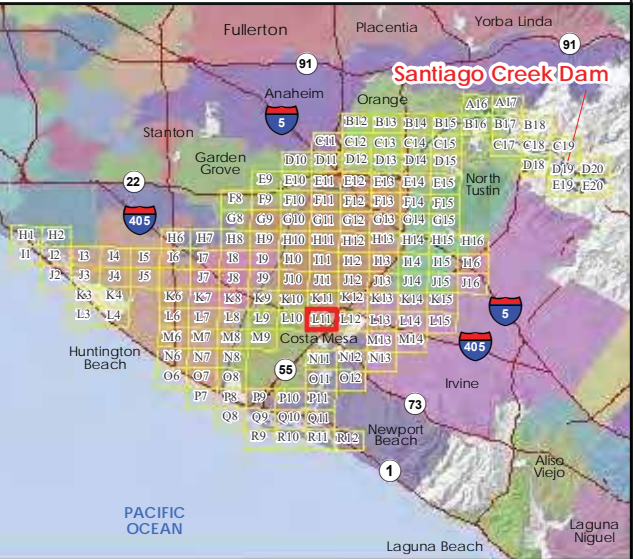 Yorba Linda
Fullerton
Placentia
91
91
Santiago Creek Dam
Anaheim
Orange
5
A16 A17
B12 B13 B14 B15 B16 B17 B18
Stanton
C11 C12 C13 C14 C15 C17 C18 C19
Garden
Grove
D10 D11 D12 D13 D14 D15 D18 D19 D20
E9 E10 E11 E12 E13 E14 E15 E19 E20
North
Tustin
22
F8 F9 F10 F11 F12 F13 F14 F15
405
G8 G9 G10 G11 G12 G13 G14 G15
H1 H2 H6 H7 H8 H9 H10 H11 H12 H13 H14 H15 H16
I1 I2 I3 I4 I5 I6 I7 I8 I9 I10 I11 I12 I13 I14 I15 I16
J2 J3 J4 J5 J7 J8 J9 J10 J11 J12 J13 J14 J15 J16
K3 K4 K6 K7 K8 K9 K10 K11 K12 K13 K14 K15
5
L3 L4 L6 L7 L8 L9 L10 L11 L12 L13 L14 L15
M6 M7 M8 M9 M13 M14
Costa Mesa
405
Huntington
Beach
N6 N7 N8 N11 N12 N13
55
O6 O7 O8 O11 O12
Irvine
P7 P8 P9 P10 P11
73
Q8 Q9 Q10 Q11
Newport
Beach
R9 R10 R11 R12
1
Aliso
Viejo
PACIFIC
OCEAN
Laguna
Niguel
Laguna Beach